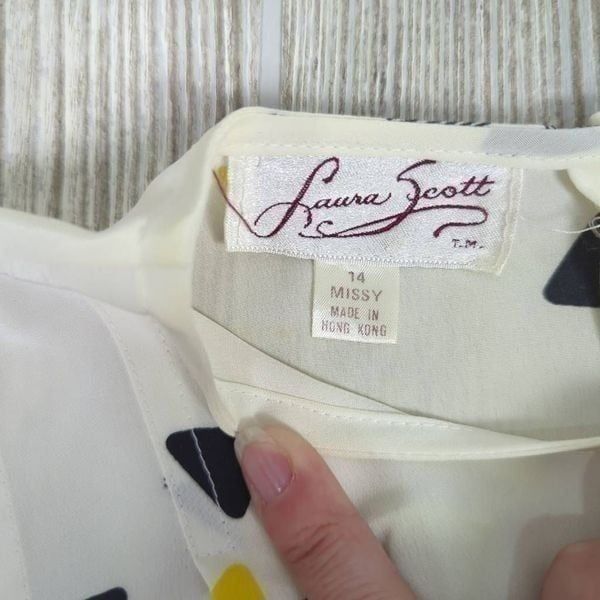 Laura Scott
T.M.
14
MISSY
MADE IN
HONG KONG